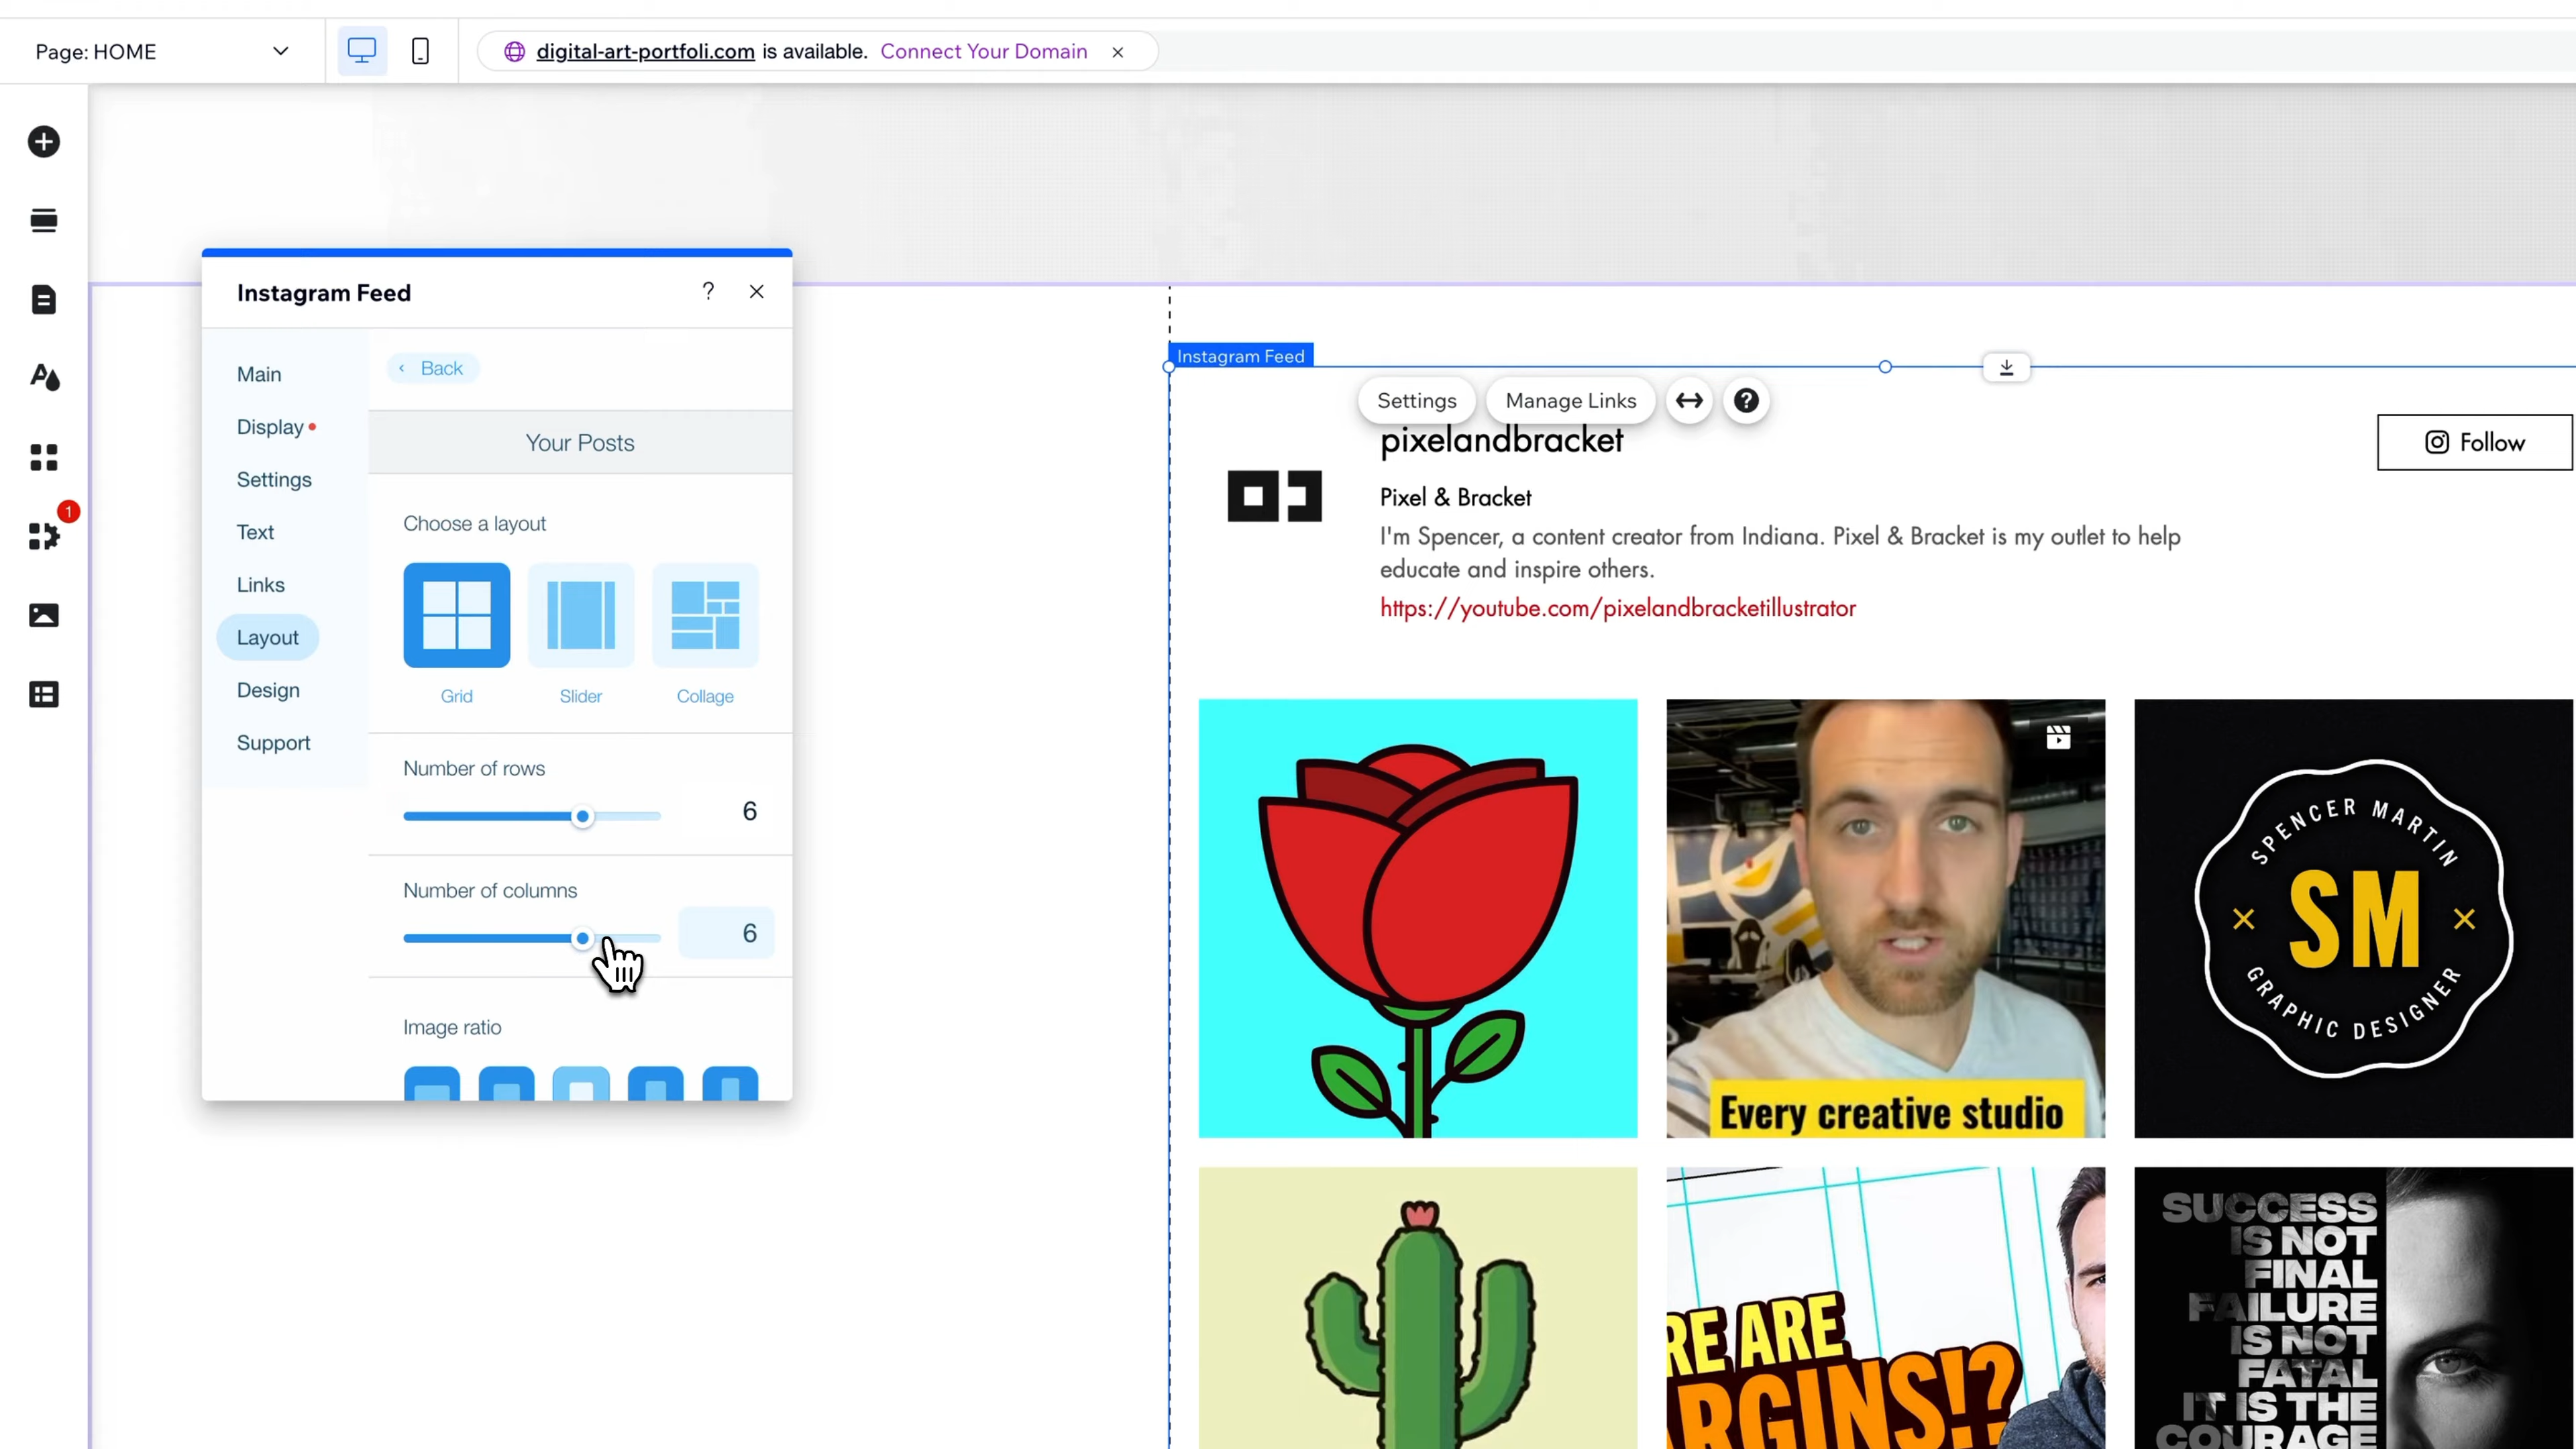 Page: HOME
digital-art-portfoli.com is available. Connect Your Domain
Instagram Feed
?
Main
Display
Settings
Text
Links
Layout
Design
Support
1
Back
Your Posts
Choose a layout
Grid
Slider
Collage
Number of rows
6
Number of columns
6
Image ratio
Instagram Feed
Settings
Manage Links
?
pixelandbracket
Follow
Pixel & Bracket
I'm Spencer, a content creator from Indiana. Pixel & Bracket is my outlet to help
educate and inspire others.
https://youtube.com/pixelandbracketillustrator
Every creative studio
SPENCER MARTIN
SM
GRAPHIC DESIGNER
RE ARE
RGINS!?
SUCCESS
IS NOT
FINAL
FAILURE
IS NOT
FATAL
IT IS THE
COURAGE